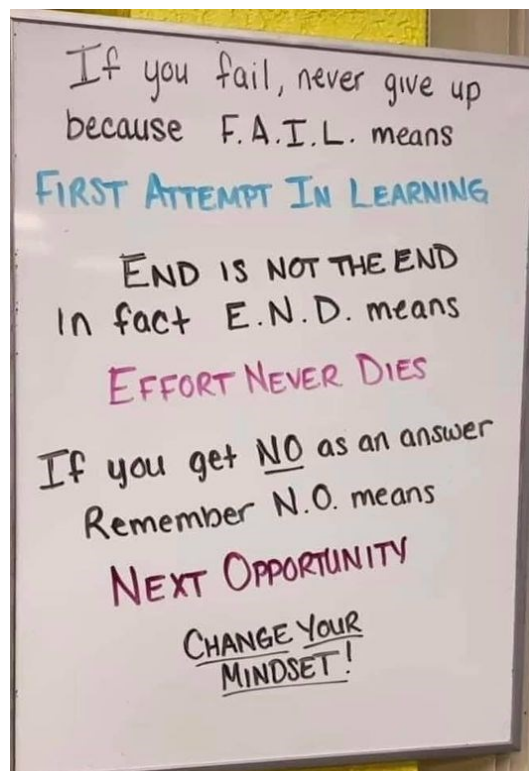 If you fail, never give up
because F.A.I.L. means
FIRST ATTEMPT IN LEARNING
END IS NOT THE END
In fact E.N.D. means
EFFORT NEVER DIES
If you get NO as an answer
Remember N.O. means
NEXT OPPORTUNITY
CHANGE YOUR
MINDSET!